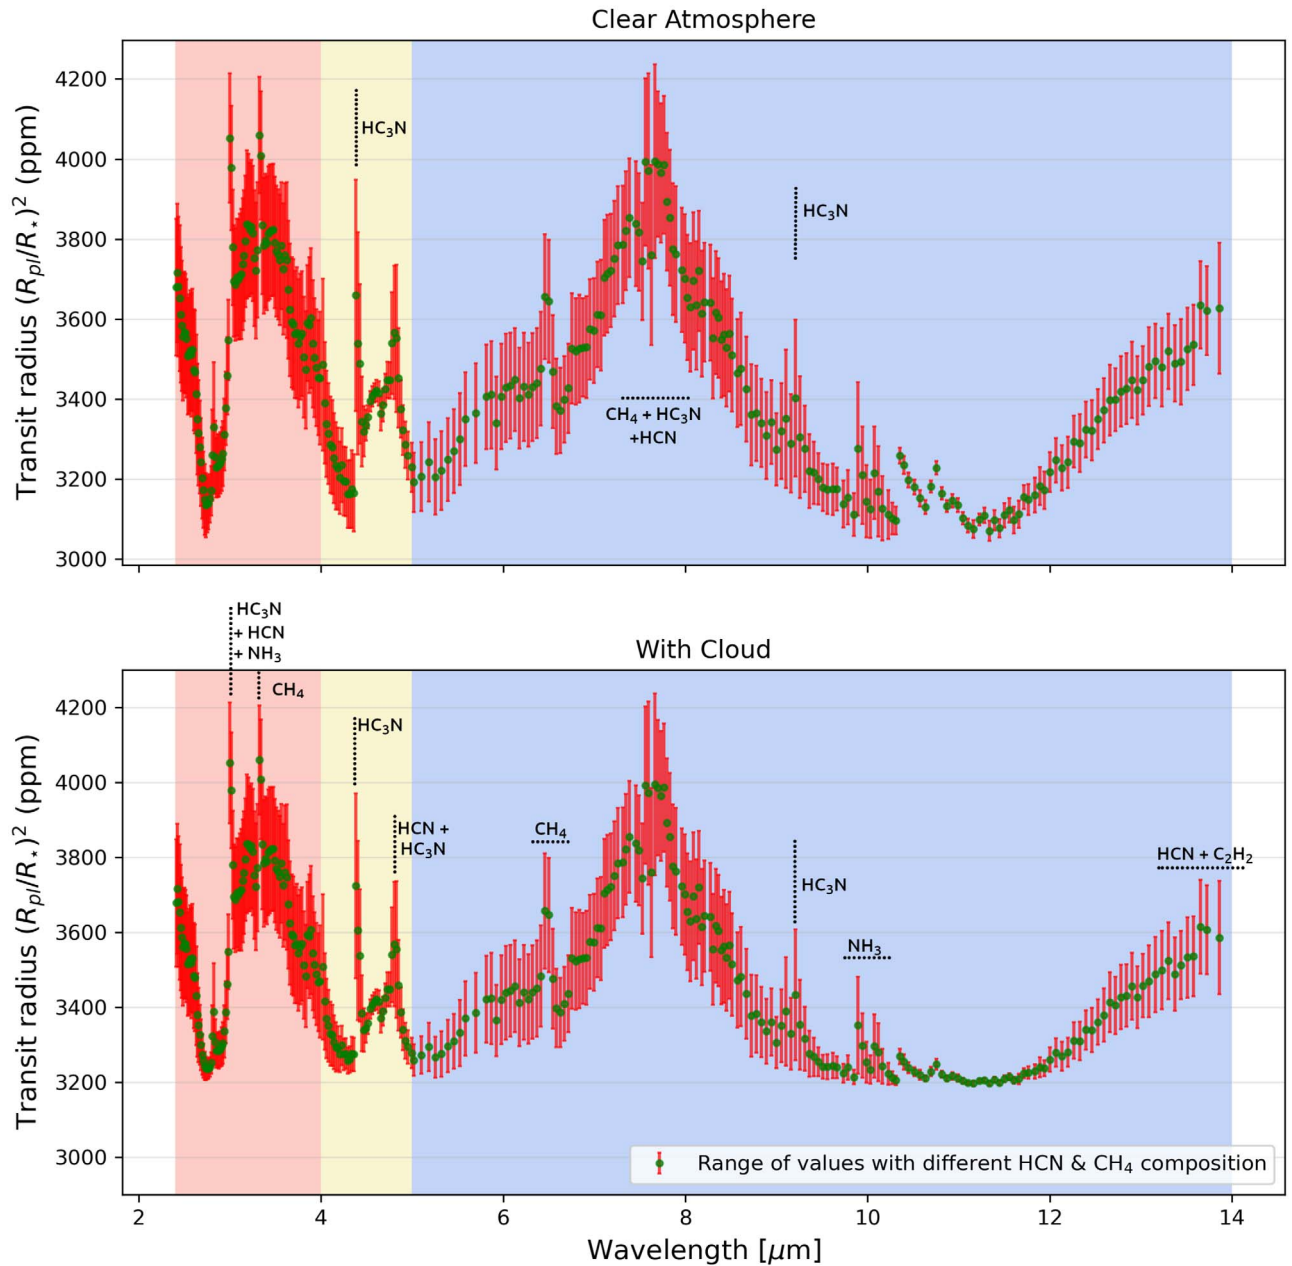 Clear Atmosphere
Transit radius (R_pl/R_⋆)² (ppm)
4200
4000
3800
3600
3400
3200
3000
HC₃N
HC₃N
CH₄ + HC₃N
+HCN
HC₃N
+ HCN
+ NH₃
With Cloud
Transit radius (R_pl/R_⋆)² (ppm)
4200
4000
3800
3600
3400
3200
3000
CH₄
HC₃N
HCN +
HC₃N
CH₄
HC₃N
NH₃
HCN + C₂H₂
Range of values with different HCN & CH₄ composition
2 4 6 8 10 12 14
Wavelength [μm]